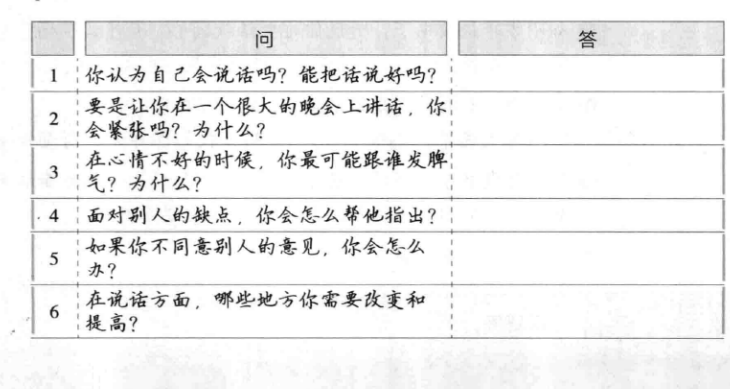 问 答
1 你认为自己会说话吗？能把话说好吗？
2 要是让你在一个很大的晚会上讲话，你
会紧张吗？为什么？
3 在心情不好的时候，你最可能跟谁发脾
气？为什么？
4 面对别人的缺点，你会怎么帮他指出？
5 如果你不同意别人的意见，你会怎么
办？
6 在说话方面，哪些地方你需要改变和
提高？